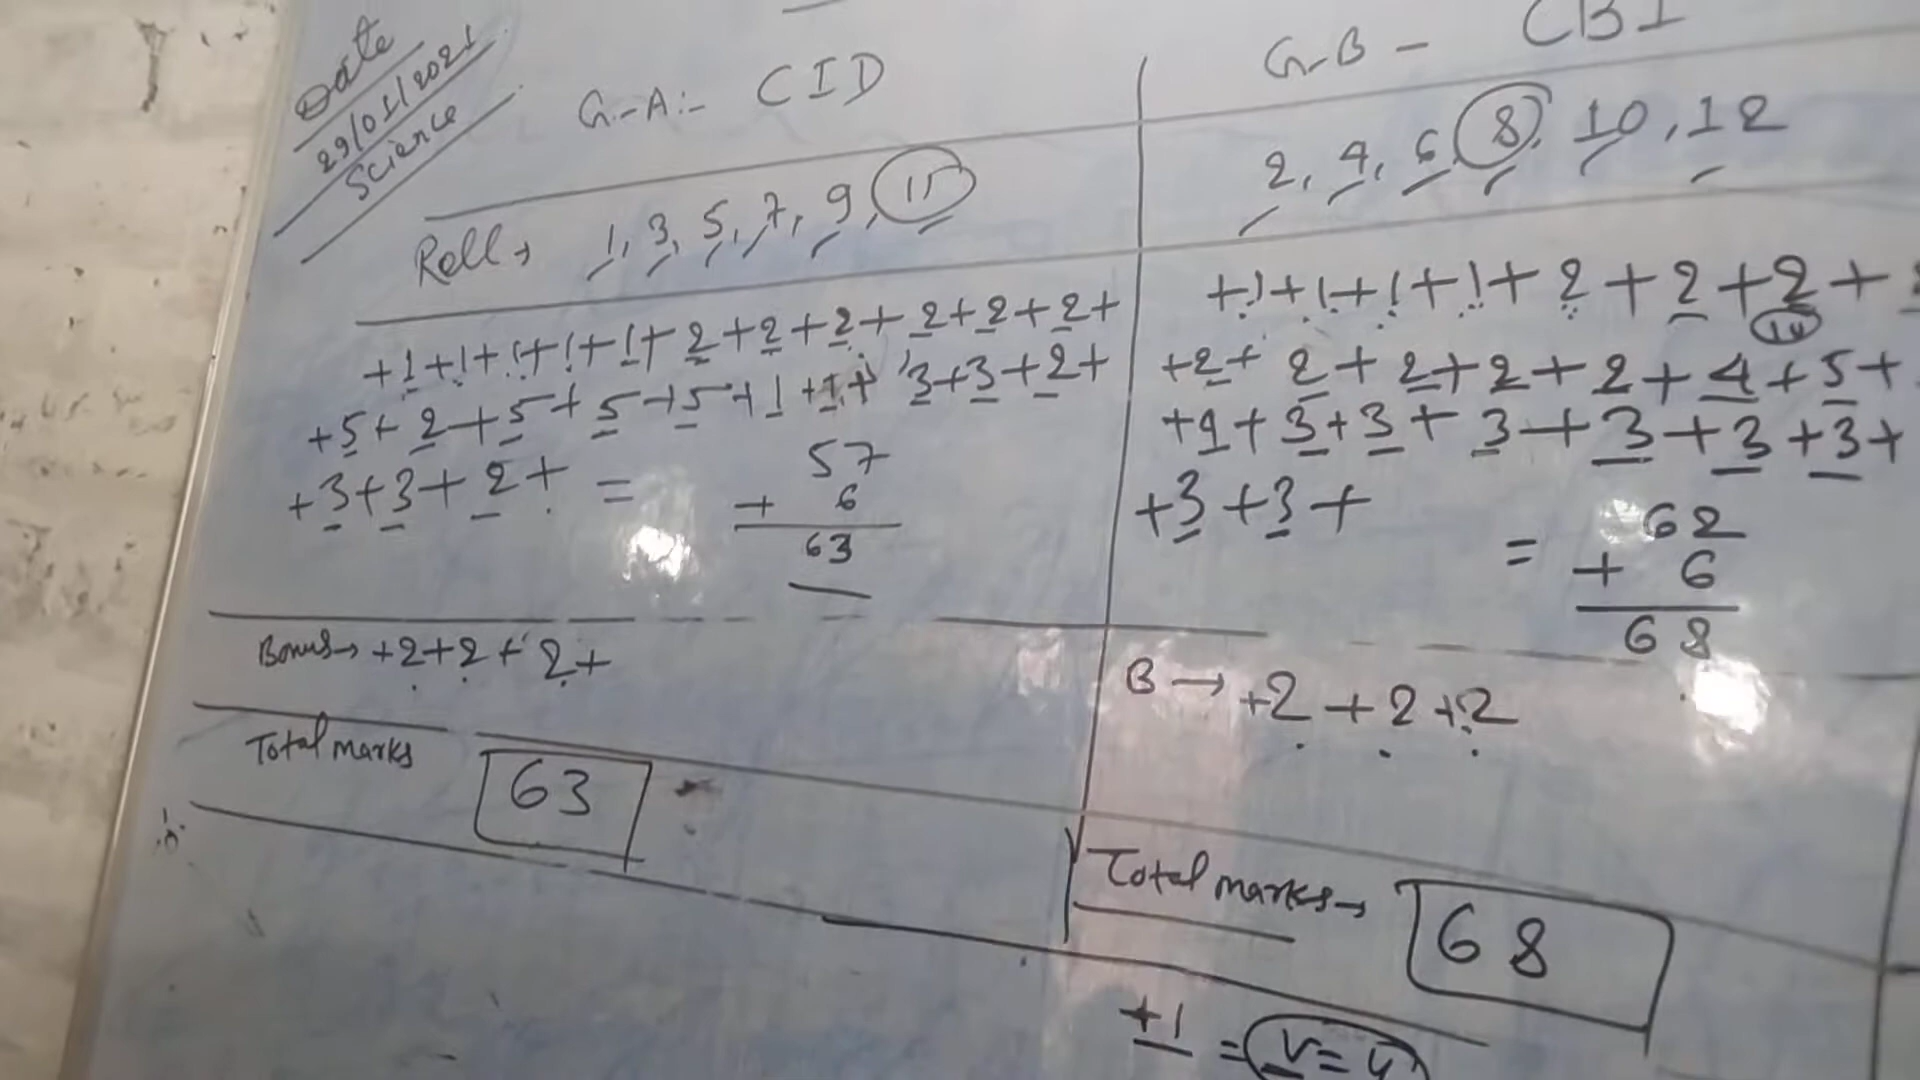 Date
29/01/2021
Science
G-A:- CID
Roll→ 1, 3, 5, 7, 9, 11
+1+1+1+1+1+2+2+2+2+2+2+
+5+2+5+5+5+1+1+3+3+2+
+3+3+2+ =
57
+ 6
63
Bonus→ +2+2+2+
Total marks 63
G-B - CBI
2, 4, 6, 8, 10, 12
+1+1+1+1+2+2+2+
+2+2+2+2+2+4+5+
+1+3+3+3+3+3+3+
+3+3+
= 62
+ 6
68
B → +2+2+2
Total marks→ 68
+1 = V=4